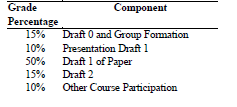 Grade Component
Percentage
15% Draft 0 and Group Formation
10% Presentation Draft 1
50% Draft 1 of Paper
15% Draft 2
10% Other Course Participation